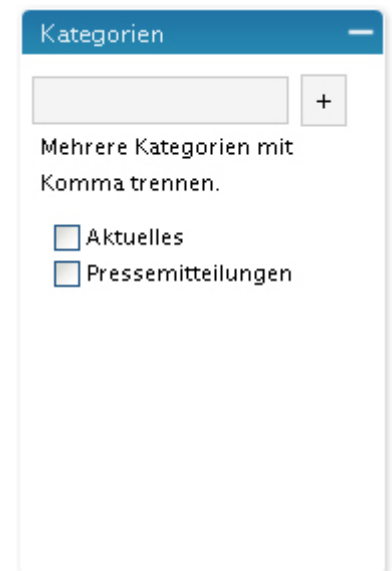 Kategorien
+
Mehrere Kategorien mit
Komma trennen.
Aktuelles
Pressemitteilungen